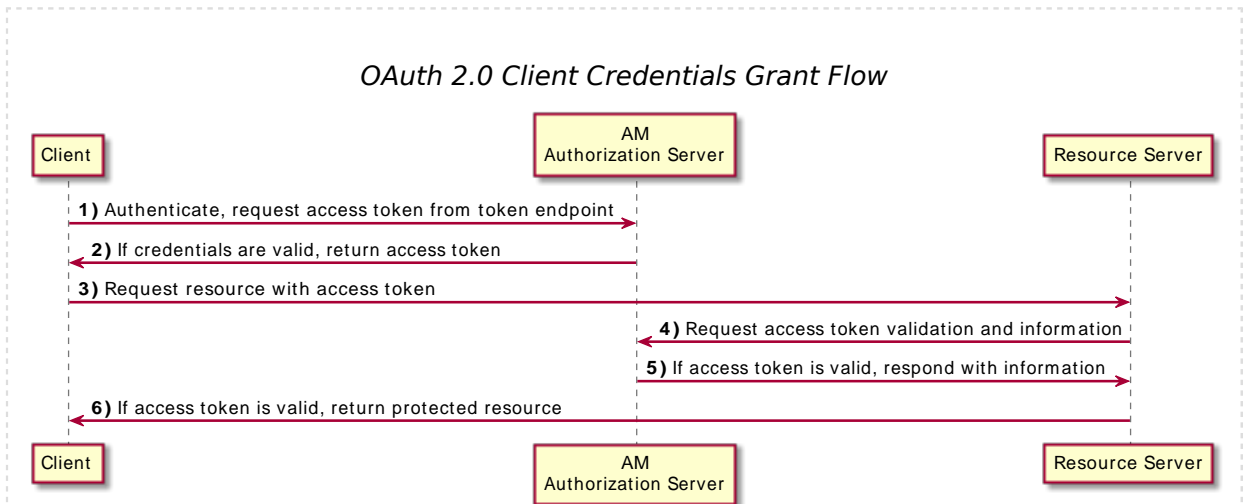 OAuth 2.0 Client Credentials Grant Flow
Client
AM
Authorization Server
Resource Server
1) Authenticate, request access token from token endpoint
2) If credentials are valid, return access token
3) Request resource with access token
4) Request access token validation and information
5) If access token is valid, respond with information
6) If access token is valid, return protected resource
Client
AM
Authorization Server
Resource Server